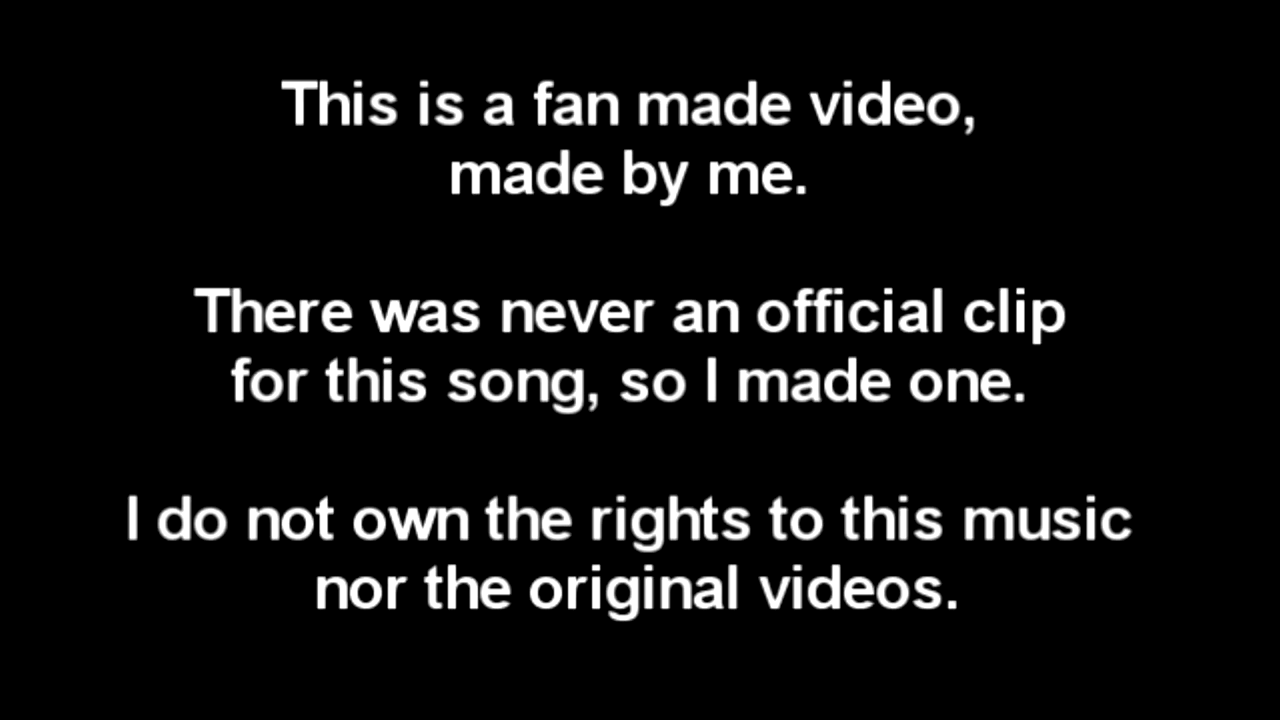 This is a fan made video,
made by me.
There was never an official clip
for this song, so I made one.
I do not own the rights to this music
nor the original videos.